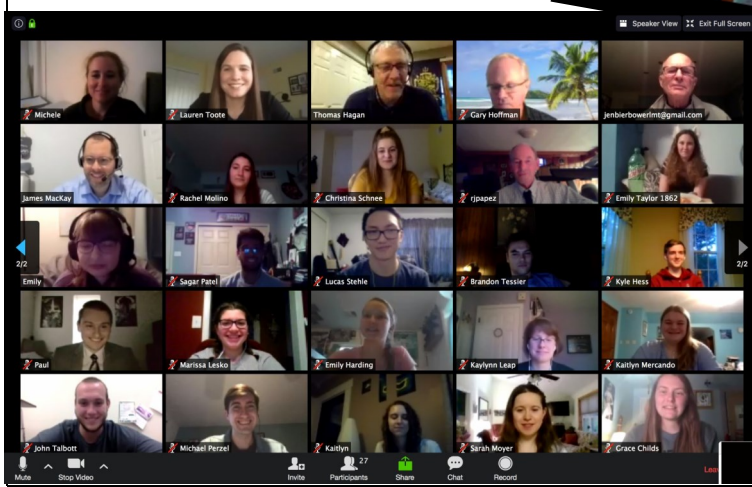 Speaker View Exit Full Screen
Michele
Lauren Toote
Thomas Hagan
Gary Hoffman
jenbierbowerlmt@gmail.com
James MacKay
Rachel Molino
Christina Schnee
rjpapez
Emily Taylor 1862
2/2
2/2
Emily
Sagar Patel
Lucas Stehle
Brandon Tessier
Kyle Hess
Paul
Marissa Lesko
Emily Harding
Kaylynn Leap
Kaitlyn Mercando
John Talbott
Michael Perzel
Kaitlyn
Sarah Moyer
Grace Childs
27
Mute
Stop Video
Invite
Participants
Share
Chat
Record